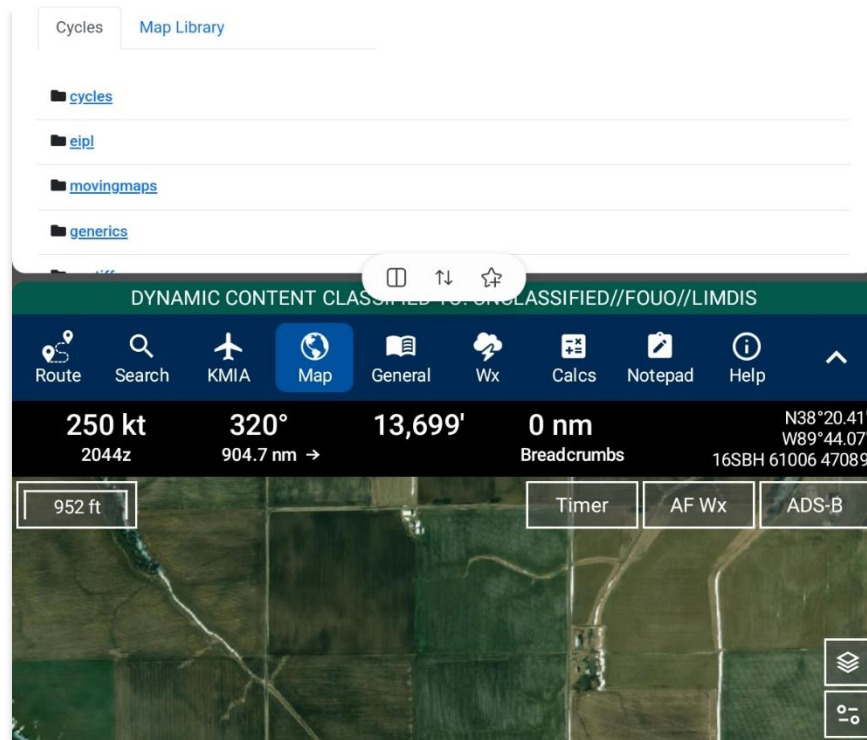 Cycles Map Library
cycles
eipl
movingmaps
generics
DYNAMIC CONTENT CLASSIFIED TO: UNCLASSIFIED//FOUO//LIMDIS
Route Search KMIA Map General Wx Calcs Notepad Help
250 kt 320° 13,699' 0 nm N38°20.41'
2044z 904.7 nm → Breadcrumbs W89°44.07'
16SBH 61006 47089
952 ft Timer AF Wx ADS-B